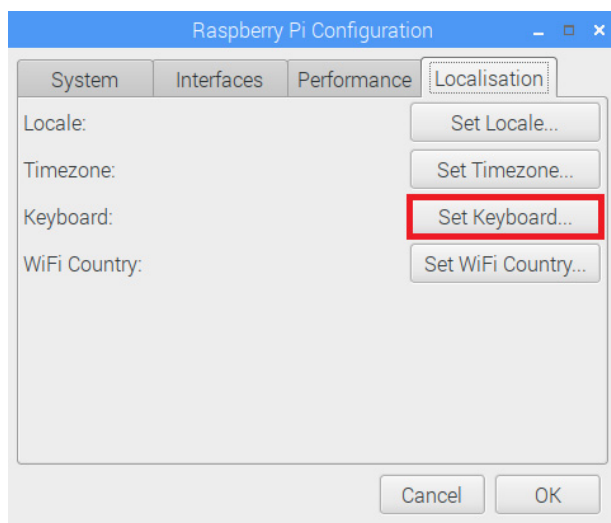 Raspberry Pi Configuration
System Interfaces Performance Localisation
Locale: Set Locale...
Timezone: Set Timezone...
Keyboard: Set Keyboard...
WiFi Country: Set WiFi Country...
Cancel OK